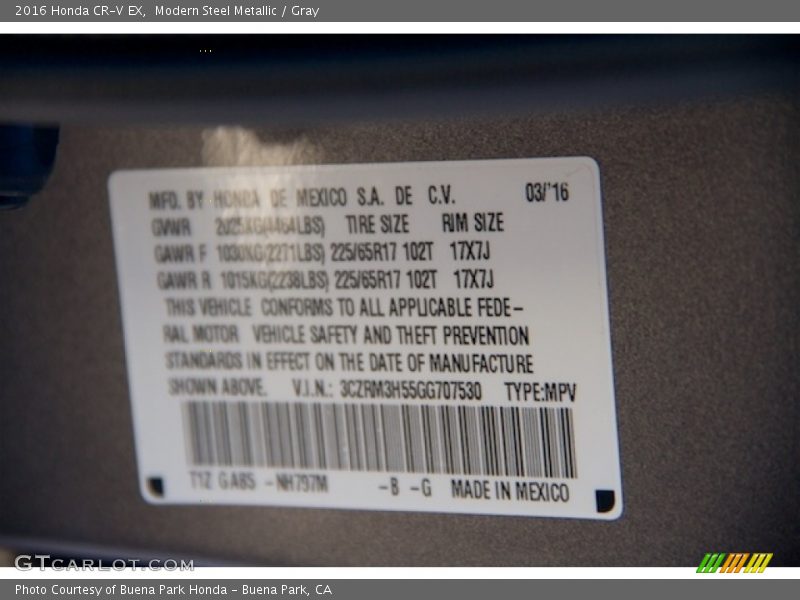 2016 Honda CR-V EX, Modern Steel Metallic / Gray
MFD. BY HONDA DE MEXICO S.A. DE C.V. 03/'16
GVWR 2025KG(4464LBS) TIRE SIZE RIM SIZE
GAWR F 1030KG(2271LBS) 225/65R17 102T 17X7J
GAWR R 1015KG(2238LBS) 225/65R17 102T 17X7J
THIS VEHICLE CONFORMS TO ALL APPLICABLE FEDE-
RAL MOTOR VEHICLE SAFETY AND THEFT PREVENTION
STANDARDS IN EFFECT ON THE DATE OF MANUFACTURE
SHOWN ABOVE. V.I.N.: 3CZRM3H55GG707530 TYPE:MPV
T1Z GABS -NH797M -B -G MADE IN MEXICO
GTCARLOT.COM
Photo Courtesy of Buena Park Honda - Buena Park, CA